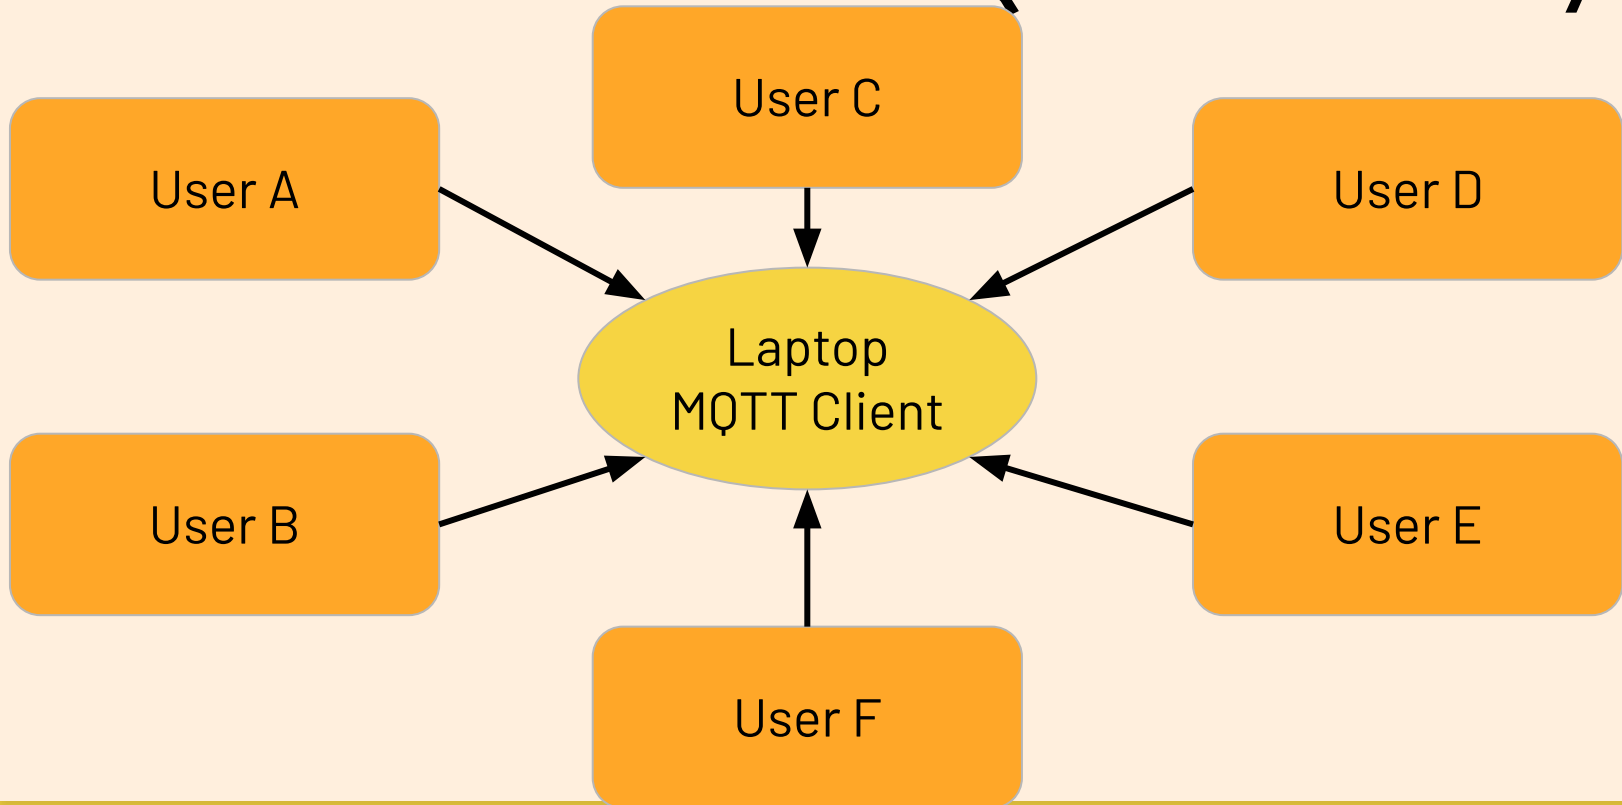 User C
User A
User D
Laptop
MQTT Client
User B
User E
User F